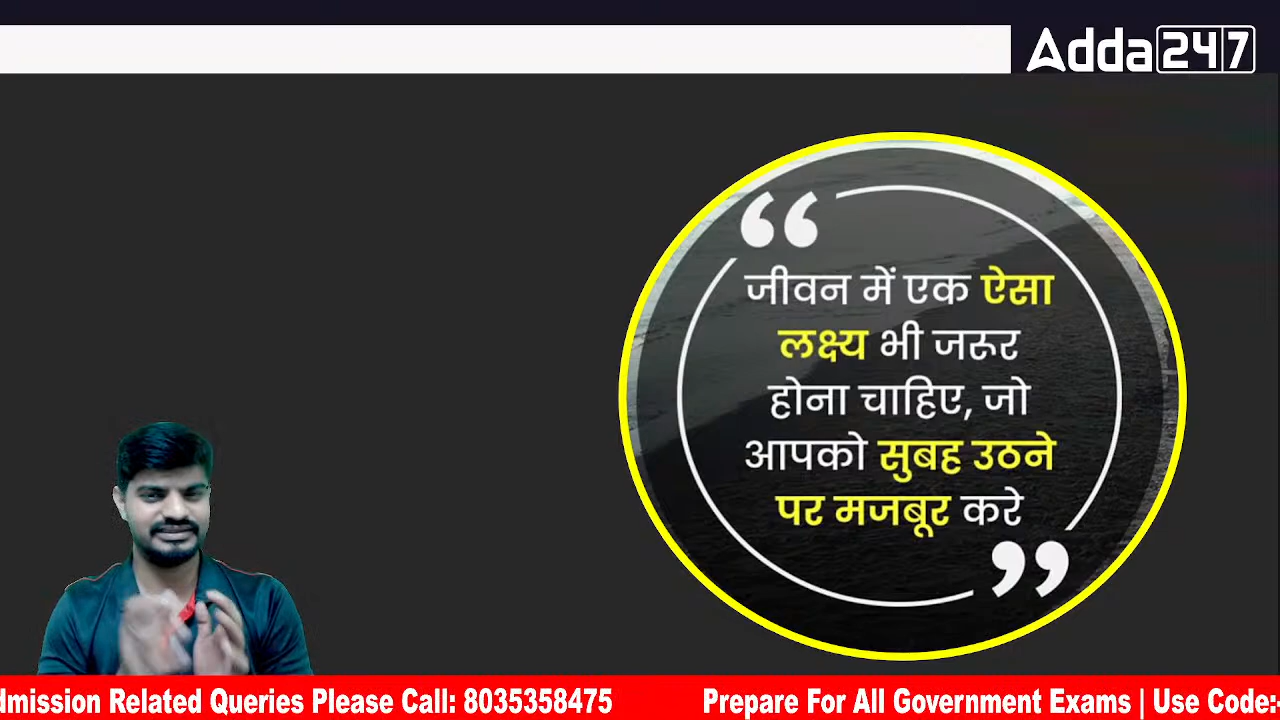 Adda247
“
जीवन में एक ऐसा
लक्ष्य भी जरूर
होना चाहिए, जो
आपको सुबह उठने
पर मजबूर करे
”
dmission Related Queries Please Call: 8035358475 Prepare For All Government Exams | Use Code: